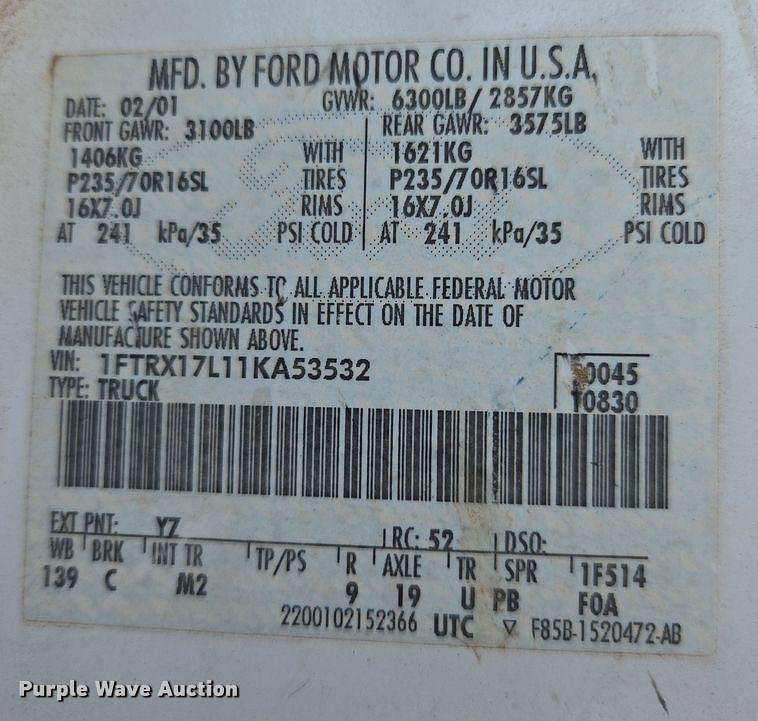 MFD. BY FORD MOTOR CO. IN U.S.A.
DATE: 02/01 GVWR: 6300LB/ 2857KG
FRONT GAWR: 3100LB REAR GAWR: 3575LB
1406KG WITH 1621KG WITH
P235/70R16SL TIRES P235/70R16SL TIRES
16X7.0J RIMS 16X7.0J RIMS
AT 241 kPa/35 PSI COLD AT 241 kPa/35 PSI COLD
THIS VEHICLE CONFORMS TO ALL APPLICABLE FEDERAL MOTOR
VEHICLE SAFETY STANDARDS IN EFFECT ON THE DATE OF
MANUFACTURE SHOWN ABOVE.
VIN: 1FTRX17L11KA53532
TYPE: TRUCK
0045
10830
EXT PNT: YZ RC: 52 DSO:
WB BRK INT TR TP/PS R AXLE TR SPR 1F514
139 C M2 9 19 U PB F0A
2200102152366 UTC ▽ F85B-1520472-AB
Purple Wave Auction